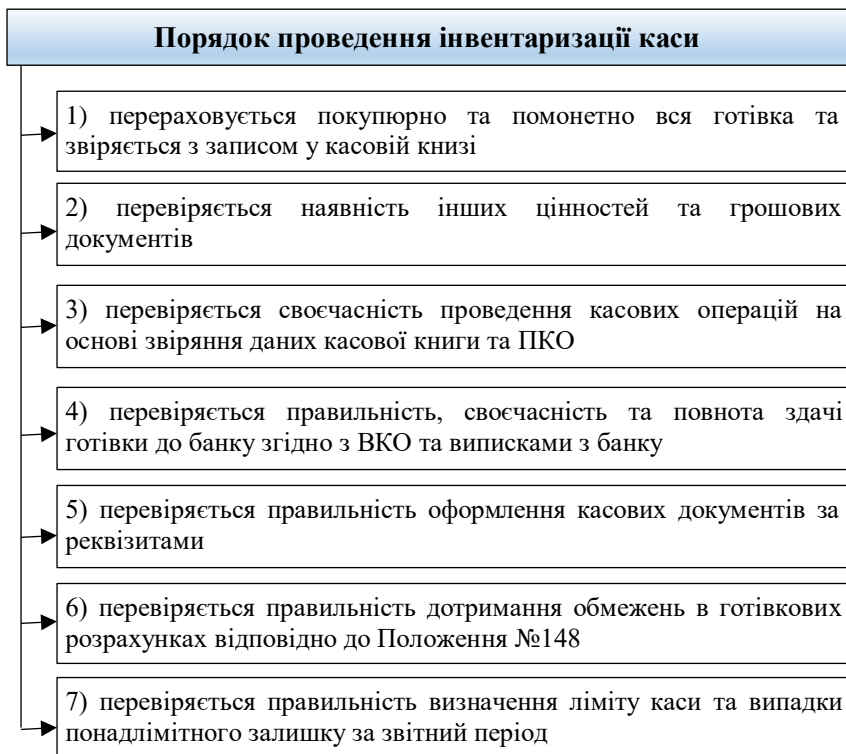 Порядок проведення інвентаризації каси
1) перераховується покупюрно та помонетно вся готівка та
звіряється з записом у касовій книзі
2) перевіряється наявність інших цінностей та грошових
документів
3) перевіряється своєчасність проведення касових операцій на
основі звіряння даних касової книги та ПКО
4) перевіряється правильність, своєчасність та повнота здачі
готівки до банку згідно з ВКО та виписками з банку
5) перевіряється правильність оформлення касових документів за
реквізитами
6) перевіряється правильність дотримання обмежень в готівкових
розрахунках відповідно до Положення №148
7) перевіряється правильність визначення ліміту каси та випадки
понадлімітного залишку за звітний період